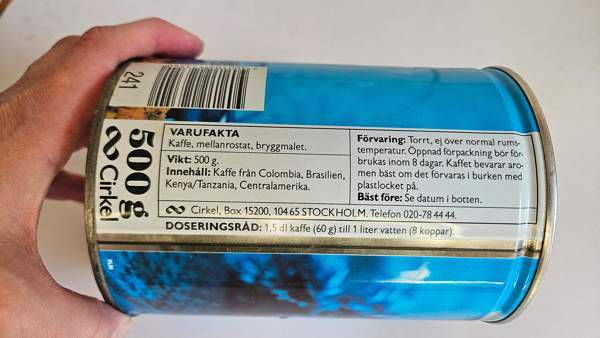 241
500 g
Cirkel
VARUFAKTA
Kaffe, mellanrostat, bryggmalet.
Vikt: 500 g.
Innehåll: Kaffe från Colombia, Brasilien,
Kenya/Tanzania, Centralamerika.
Förvaring: Torrt, ej över normal rums-
temperatur. Öppnad förpackning bör för-
brukas inom 8 dagar. Kaffet bevarar aro-
men bäst om det förvaras i burken med
plastlocket på.
Bäst före: Se datum i botten.
Cirkel, Box 15200, 104 65 STOCKHOLM. Telefon 020-78 44 44.
DOSERINGSRÅD: 1,5 dl kaffe (60 g) till 1 liter vatten (8 koppar).